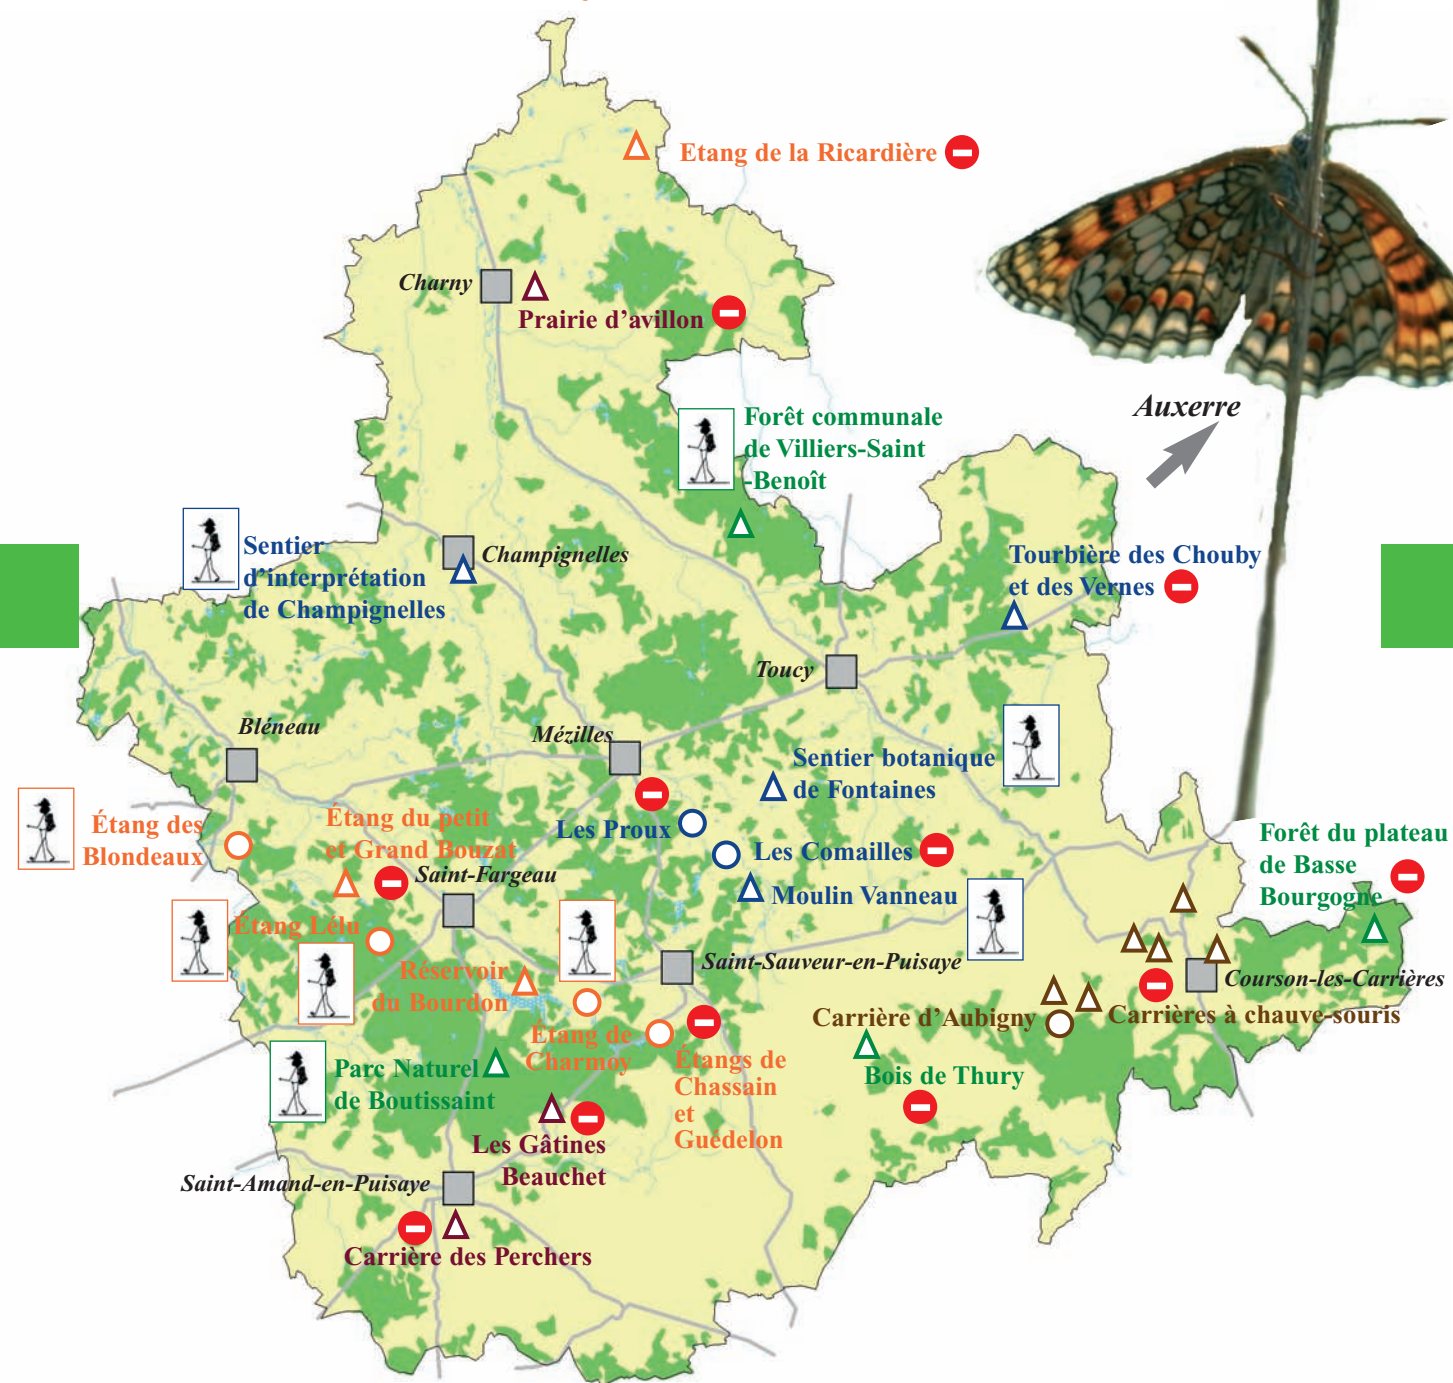 Etang de la Ricardière
Charny
Prairie d'avillon
Auxerre
Forêt communale
de Villiers-Saint
-Benoît
Sentier
d'interprétation
de Champignelles
Champignelles
Tourbière des Chouby
et des Vernes
Toucy
Bléneau
Mézilles
Sentier botanique
de Fontaines
Étang des
Blondeaux
Étang du petit
et Grand Bouzat
Les Proux
Les Comailles
Forêt du plateau
de Basse
Bourgogne
Saint-Fargeau
Moulin Vanneau
Étang Lélu
Réservoir
du Bourdon
Saint-Sauveur-en-Puisaye
Courson-les-Carrières
Carrière d'Aubigny
Carrières à chauve-souris
Étang de
Charmoy
Étangs de
Chassain
et
Guédelon
Parc Naturel
de Boutissaint
Bois de Thury
Les Gâtines
Beauchet
Saint-Amand-en-Puisaye
Carrière des Perchers